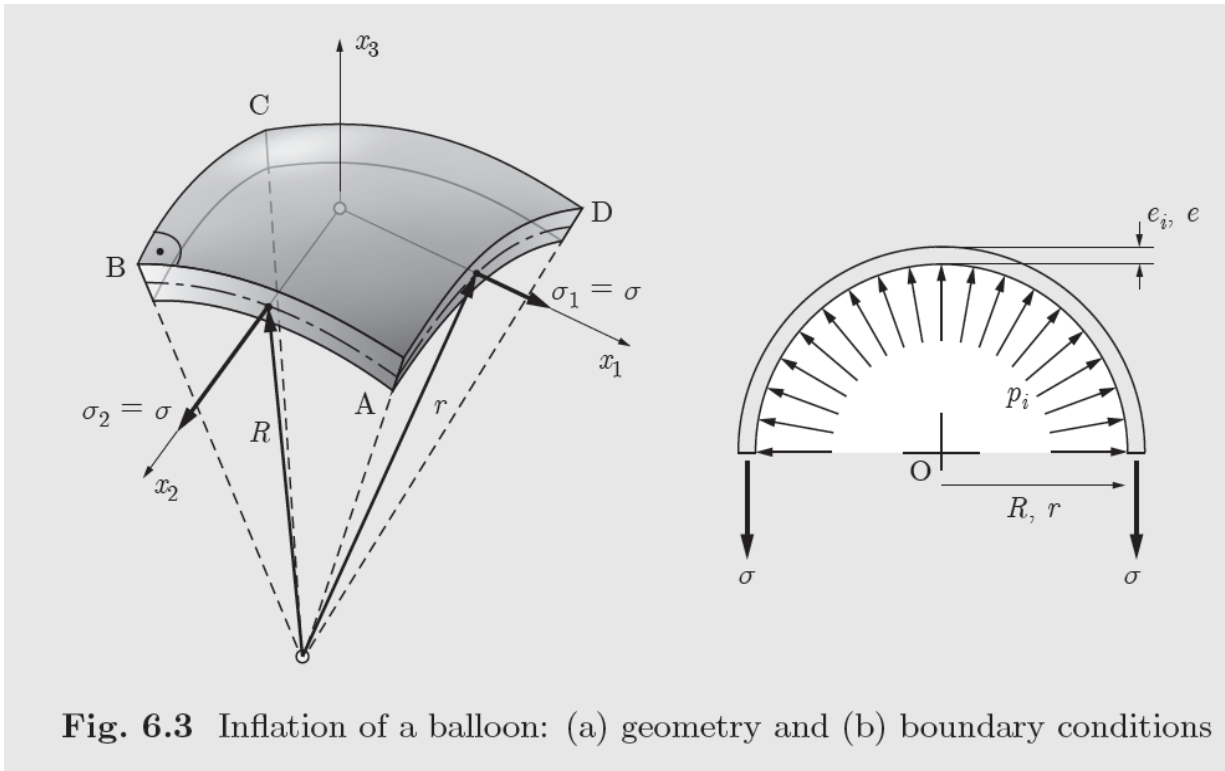 x₃
C
D
B
σ₁ = σ
x₁
A
r
σ₂ = σ
R
x₂
eᵢ, e
pᵢ
O
R, r
σ
σ
Fig. 6.3 Inflation of a balloon: (a) geometry and (b) boundary conditions